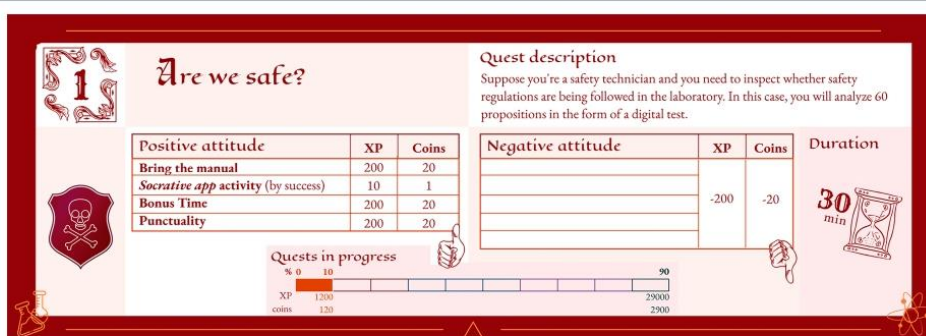 1
Are we safe?
Quest description
Suppose you're a safety technician and you need to inspect whether safety
regulations are being followed in the laboratory. In this case, you will analyze 60
propositions in the form of a digital test.
Positive attitude XP Coins
Bring the manual 200 20
Socrative app activity (by success) 10 1
Bonus Time 200 20
Punctuality 200 20
Negative attitude XP Coins
-200 -20
Duration
30
min
Quests in progress
% 0 10 90
XP 1200 29000
coins 120 2900